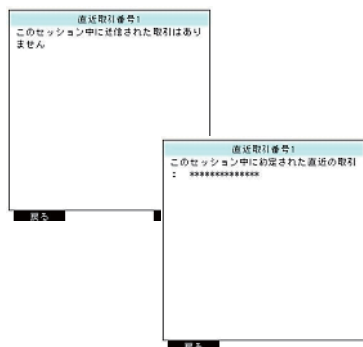 直近取引番号1
このセッション中に送信された取引はあり
ません
戻る
直近取引番号1
このセッション中に約定された直近の取引
： **************
戻る